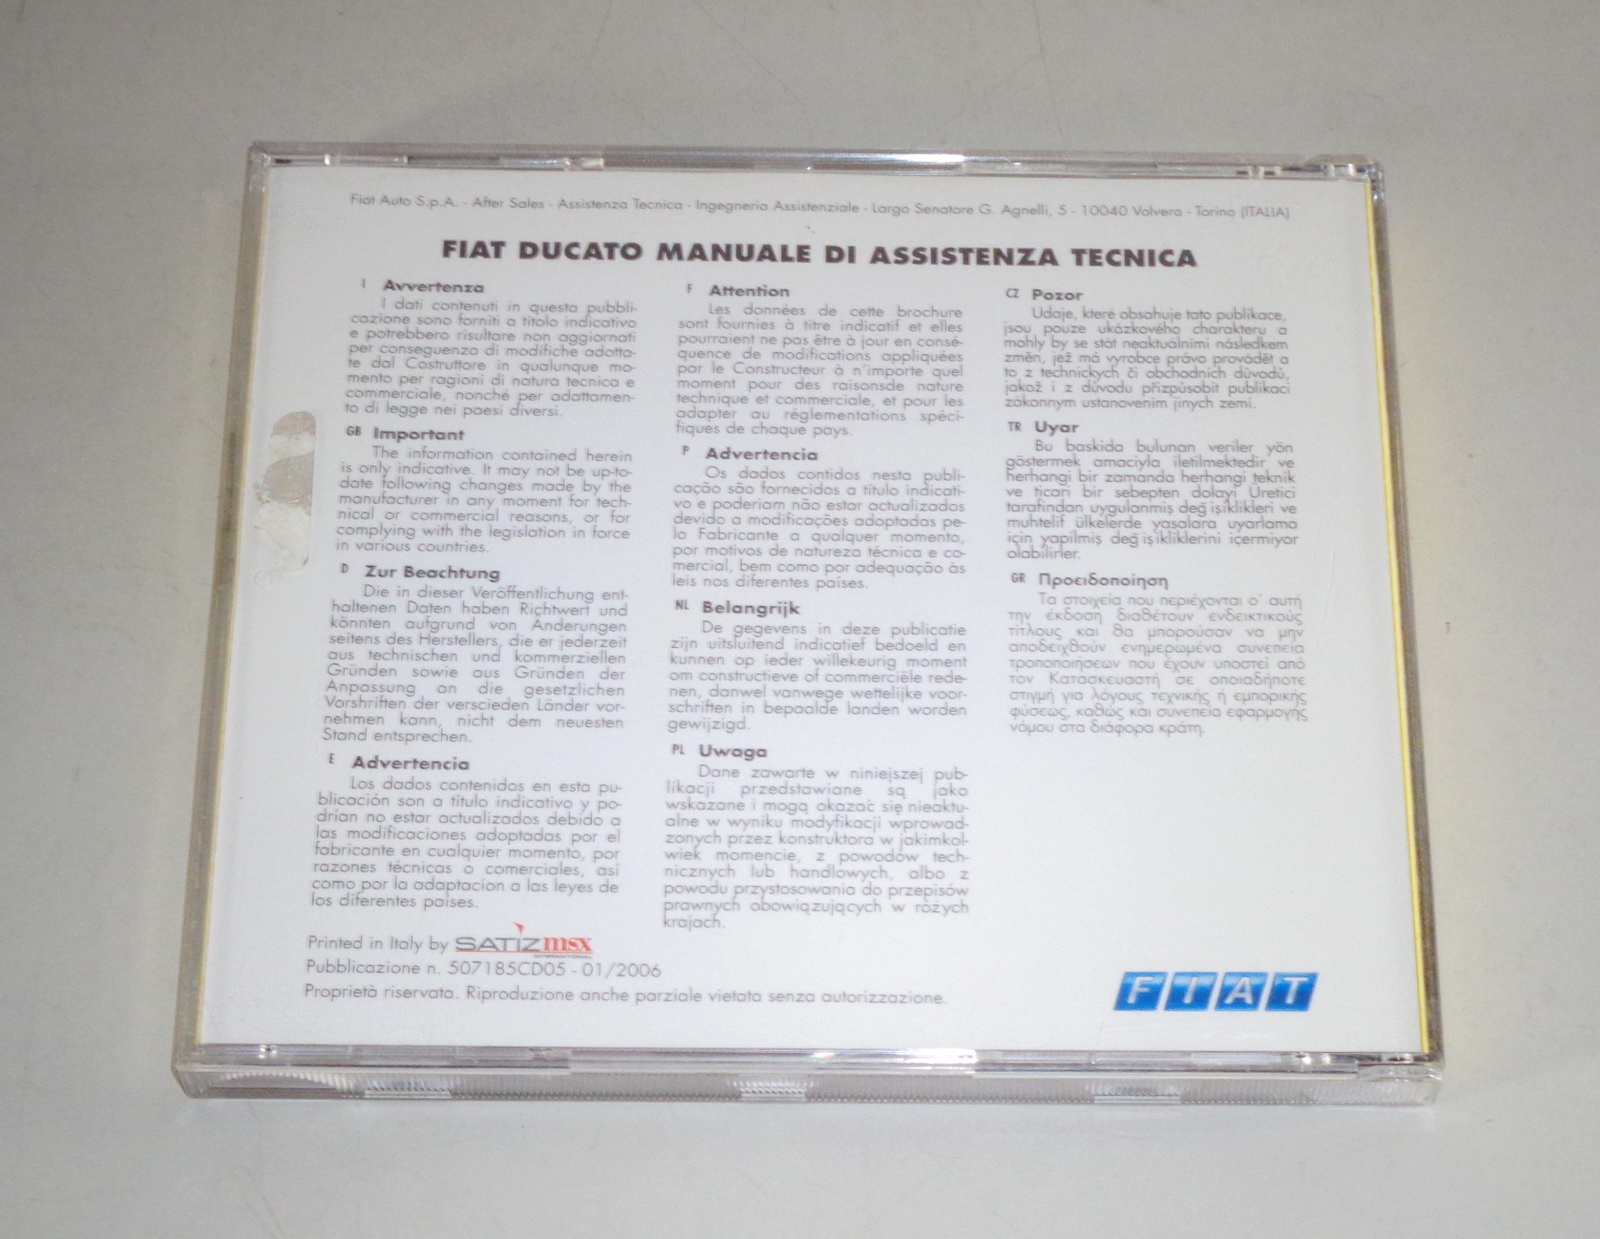 Fiat Auto S.p.A. - After Sales - Assistenza Tecnica - Ingegneria Assistenziale - Largo Senatore G. Agnelli, 5 - 10040 Volvera - Torino (ITALIA)
FIAT DUCATO MANUALE DI ASSISTENZA TECNICA
I Avvertenza
I dati contenuti in questa pubbli-
cazione sono forniti a titolo indicativo
e potrebbero risultare non aggiornati
per conseguenza di modifiche adotta-
te dal Costruttore in qualunque mo-
mento per ragioni di natura tecnica e
commerciale, nonché per adattamen-
to di legge nei paesi diversi.
GB Important
The information contained herein
is only indicative. It may not be up-to-
date following changes made by the
manufacturer in any moment for tech-
nical or commercial reasons, or for
complying with the legislation in force
in various countries.
D Zur Beachtung
Die in dieser Veröffentlichung ent-
haltenen Daten haben Richtwert und
könnten aufgrund von Änderungen
seitens des Herstellers, die er jederzeit
aus technischen und kommerziellen
Gründen sowie aus Gründen der
Anpassung an die gesetzlichen
Vorshriften der verscieden Länder vor-
nehmen kann, nicht dem neuesten
Stand entsprechen.
E Advertencia
Los dados contenidos en esta pu-
blicación son a título indicativo y po-
drían no estar actualizados debido a
las modificaciones adoptadas por el
fabricante en cualquier momento, por
razones técnicas o comerciales, así
como por la adaptacion a las leyes de
los diferentes países.
F Attention
Les données de cette brochure
sont fournies à titre indicatif et elles
pourraient ne pas être à jour en consé-
quence de modifications appliquées
par le Constructeur à n'importe quel
moment pour des raisonsde nature
technique et commerciale, et pour les
adapter au réglementations spéci-
fiques de chaque pays.
P Advertencia
Os dados contidos nesta publi-
cação são fornecidos a título indicati-
vo e poderiam não estar actualizados
devido a modificações adoptadas pe-
lo Fabricante a qualquer momento,
por motivos de natureza técnica e co-
mercial, bem como por adequação às
leis nos diferentes países.
NL Belangrijk
De gegevens in deze publicatie
zijn uitsluitend indicatief bedoeld en
kunnen op ieder willekeurig moment
om constructieve of commerciële rede-
nen, danwel vanwege wettelijke voor-
schriften in bepaalde landen worden
gewijzigd.
PL Uwaga
Dane zawarte w niniejszej pub-
likacji przedstawiane są jako
wskazane i mogą okazać się nieaktu-
alne w wyniku modyfikacji wprowad-
zonych przez konstruktora w jakimkol-
wiek momencie, z powodów tech-
nicznych lub handlowych, albo z
powodu przystosowania do przepisów
prawnych obowiązujących w różych
krajach.
CZ Pozor
Udaje, které obsahuje tato publikace,
jsou pouze ukázkového charakteru a
mohly by se stát neaktuálními následkem
změn, jež má vyrobce právo provádět a
to z technických či obchodních důvodů,
jakož i z důvodu přizpůsobit publikaci
zákonnym ustanovením jinych zemí.
TR Uyar
Bu baskida bulunan veriler yön
göstermek amaciyla iletilmektedir ve
herhangi bir zamanda herhangi teknik
ve ticari bir sebepten dolayi Üretici
tarafindan uygulanmiş değişiklikleri ve
muhtelif ülkelerde yasalara uyarlama
için yapilmiş değişikliklerini içermiyor
olabilirler.
GR Προειδοποίηση
Τα στοιχεία που περιέχονται σ' αυτή
την έκδοση διαθέτουν ενδεικτικούς
τίτλους και θα μπορούσαν να μην
αποδειχθούν ενημερωμένα συνεπεία
τροποποιήσεων που έχουν υποστεί από
τον Κατασκευαστή σε οποιαδήποτε
στιγμή για λόγους τεχνικής ή εμπορικής
φύσεως, καθώς και συνεπεία εφαρμογής
νόμου στα διάφορα κράτη.
Printed in Italy by SATIZ msx
INTERNATIONAL
Pubblicazione n. 507185CD05 - 01/2006
Proprietà riservata. Riproduzione anche parziale vietata senza autorizzazione.
FIAT